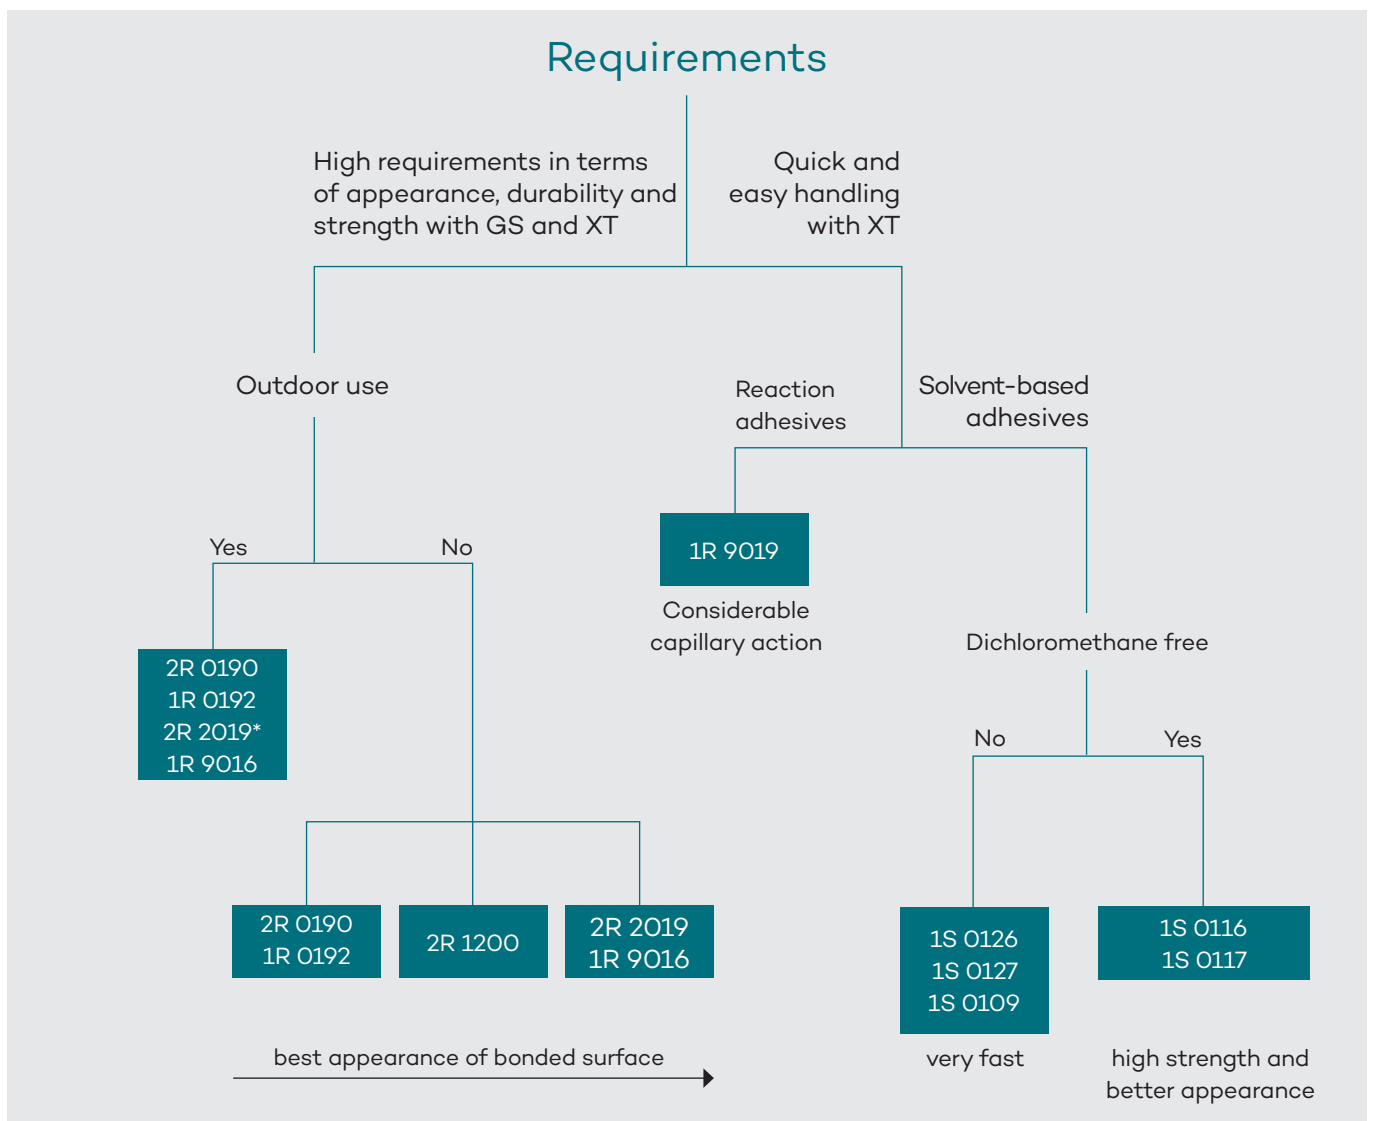 Requirements
High requirements in terms
of appearance, durability and
strength with GS and XT
Quick and
easy handling
with XT
Outdoor use
Reaction
adhesives
Solvent-based
adhesives
Yes
No
1R 9019
Considerable
capillary action
Dichloromethane free
2R 0190
1R 0192
2R 2019*
1R 9016
No
Yes
2R 0190
1R 0192
2R 1200
2R 2019
1R 9016
1S 0126
1S 0127
1S 0109
1S 0116
1S 0117
best appearance of bonded surface
very fast
high strength and
better appearance